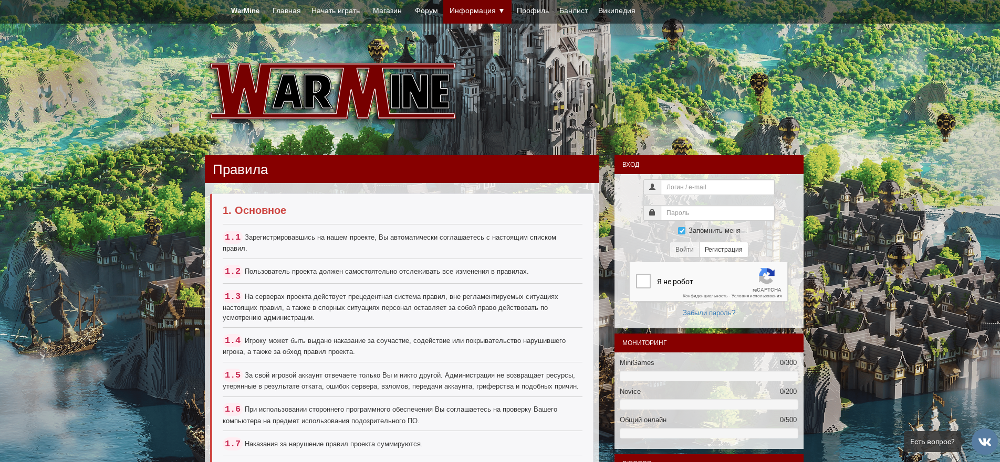 WarMine Главная Начать играть Магазин Форум Информация ▼ Профиль Банлист Википедия
WARMINE
Правила
1. Основное
1.1 Зарегистрировавшись на нашем проекте, Вы автоматически соглашаетесь с настоящим списком
правил.
1.2 Пользователь проекта должен самостоятельно отслеживать все изменения в правилах.
1.3 На серверах проекта действует прецедентная система правил, вне регламентируемых ситуациях
настоящих правил, а также в спорных ситуациях персонал оставляет за собой право действовать по
усмотрению администрации.
1.4 Игроку может быть выдано наказание за соучастие, содействие или покрывательство нарушившего
игрока, а также за обход правил проекта.
1.5 За свой игровой аккаунт отвечаете только Вы и никто другой. Администрация не возвращает ресурсы,
утерянные в результате отката, ошибок сервера, взломов, передачи аккаунта, гриферства и подобных причин.
1.6 При использовании стороннего программного обеспечения Вы соглашаетесь на проверку Вашего
компьютера на предмет использования подозрительного ПО.
1.7 Наказания за нарушение правил проекта суммируются.
ВХОД
Логин / e-mail
Пароль
Запомнить меня
Войти Регистрация
Я не робот
reCAPTCHA
Конфиденциальность - Условия использования
Забыли пароль?
МОНИТОРИНГ
MiniGames 0/300
Novice 0/200
Общий онлайн 0/500
DISCORD
Есть вопрос?